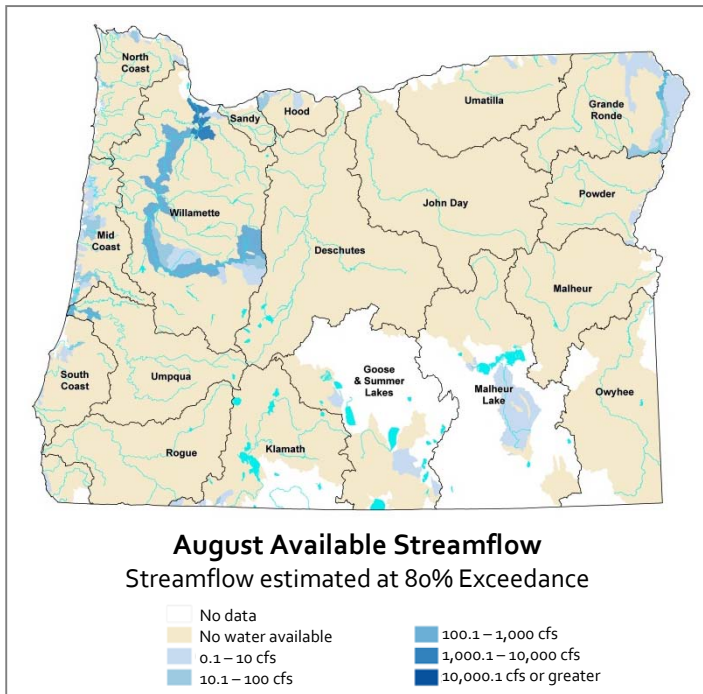 North
Coast
Sandy
Hood
Umatilla
Grande
Ronde
Willamette
John Day
Powder
Mid
Coast
Deschutes
Malheur
South
Coast
Umpqua
Goose
& Summer
Lakes
Malheur
Lake
Owyhee
Rogue
Klamath
August Available Streamflow
Streamflow estimated at 80% Exceedance
No data
No water available
0.1 – 10 cfs
10.1 – 100 cfs
100.1 – 1,000 cfs
1,000.1 – 10,000 cfs
10,000.1 cfs or greater